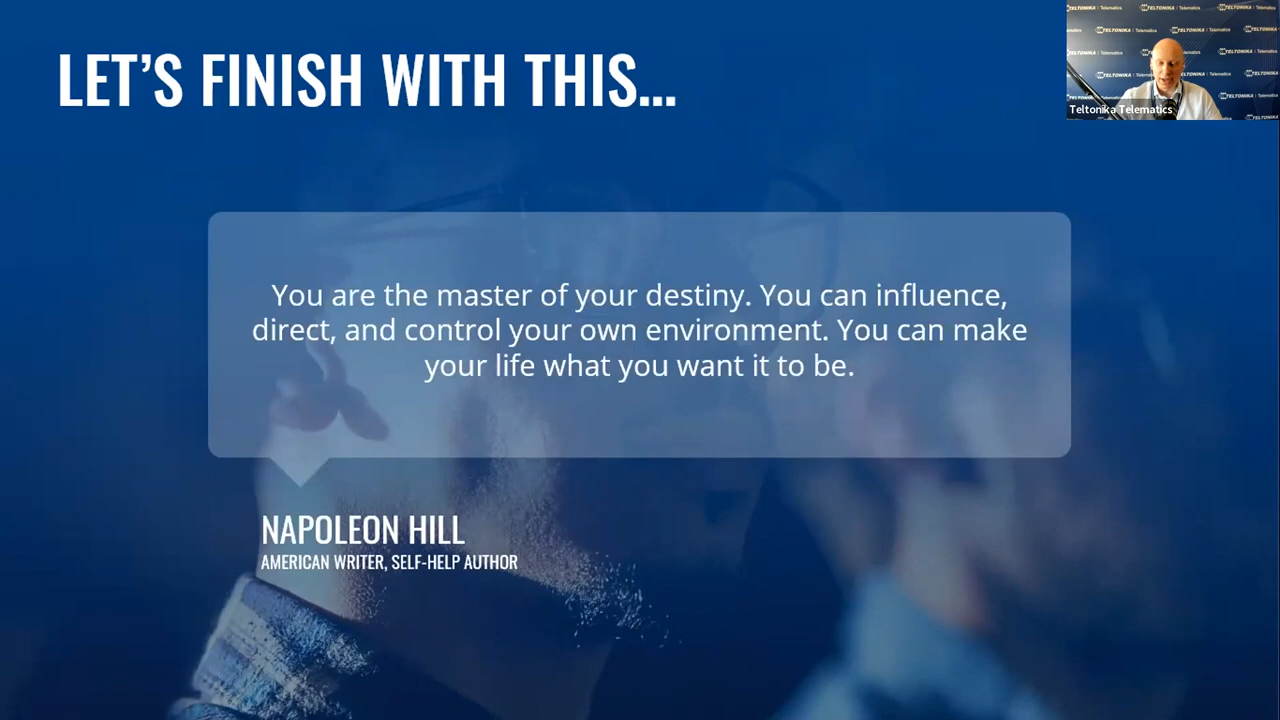 LET'S FINISH WITH THIS...
Teltonika Telematics
You are the master of your destiny. You can influence,
direct, and control your own environment. You can make
your life what you want it to be.
NAPOLEON HILL
AMERICAN WRITER, SELF-HELP AUTHOR
TELTONIKA | Telematics